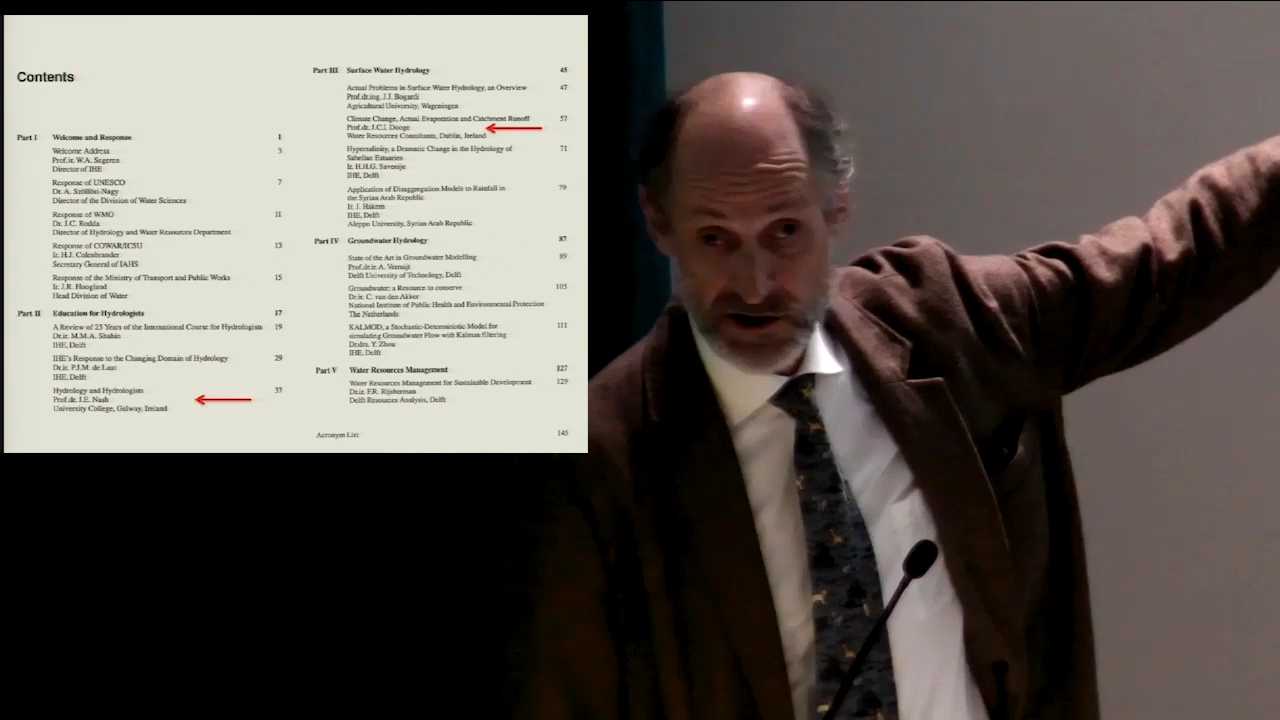 Contents
Part I Welcome and Response 1
Welcome Address 3
Prof.ir. W.A. Segeren
Director of IHE
Response of UNESCO 7
Dr. A. Szöllösi-Nagy
Director of the Division of Water Sciences
Response of WMO 11
Dr. J.C. Rodda
Director of Hydrology and Water Resources Department
Response of COWAR/ICSU 13
Ir. H.J. Colenbrander
Secretary General of IAHS
Response of the Ministry of Transport and Public Works 15
Ir. J.R. Hoogland
Head Division of Water
Part II Education for Hydrologists 17
A Review of 25 Years of the International Course for Hydrologists 19
Dr.ir. M.M.A. Shahin
IHE, Delft
IHE's Response to the Changing Domain of Hydrology 29
Dr.ir. P.J.M. de Laat
IHE, Delft
Hydrology and Hydrologists 37
Prof.dr. J.E. Nash
University College, Galway, Ireland
Part III Surface Water Hydrology 45
Actual Problems in Surface Water Hydrology, an Overview 47
Prof.dr.ing. J.J. Bogardi
Agricultural University, Wageningen
Climate Change, Actual Evaporation and Catchment Runoff 57
Prof.dr. J.C.I. Dooge
Water Resources Consultants, Dublin, Ireland
Hypersalinity, a Dramatic Change in the Hydrology of 71
Sahelian Estuaries
Ir. H.H.G. Savenije
IHE, Delft
Application of Disaggregation Models to Rainfall in 79
the Syrian Arab Republic
Ir. J. Hakem
IHE, Delft
Aleppo University, Syrian Arab Republic
Part IV Groundwater Hydrology 87
State of the Art in Groundwater Modelling 89
Prof.dr.ir. A. Verruijt
Delft University of Technology, Delft
Groundwater: a Resource to conserve 103
Dr.ir. C. van den Akker
National Institute of Public Health and Environmental Protection
The Netherlands
KALMOD, a Stochastic-Deterministic Model for 111
simulating Groundwater Flow with Kalman filtering
Dr.drs. Y. Zhou
IHE, Delft
Part V Water Resources Management 127
Water Resources Management for Sustainable Development 129
Dr.ir. F.R. Rijsberman
Delft Resources Analysis, Delft
Acronym List 145